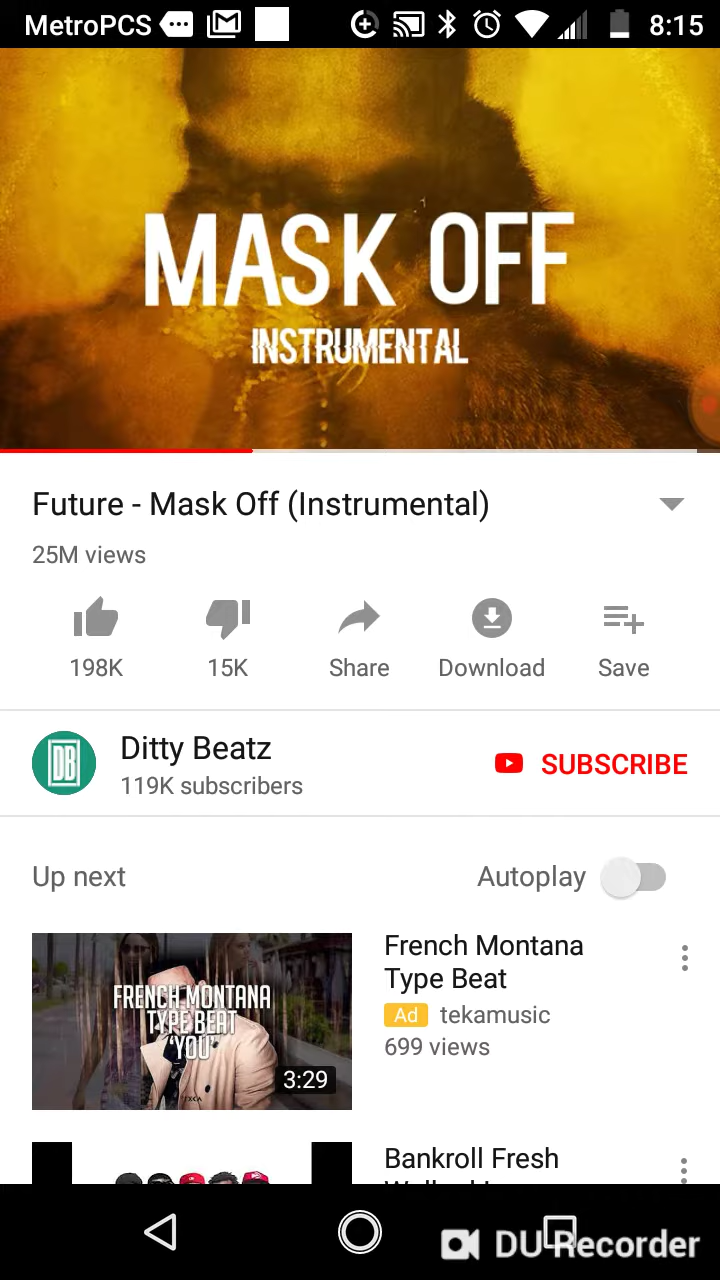 MetroPCS 8:15
MASK OFF
INSTRUMENTAL
Future - Mask Off (Instrumental)
25M views
198K 15K Share Download Save
DB
Ditty Beatz
119K subscribers
SUBSCRIBE
Up next Autoplay
FRENCH MONTANA
TYPE BEAT
'YOU'
3:29
French Montana
Type Beat
Ad tekamusic
699 views
Bankroll Fresh
DU Recorder